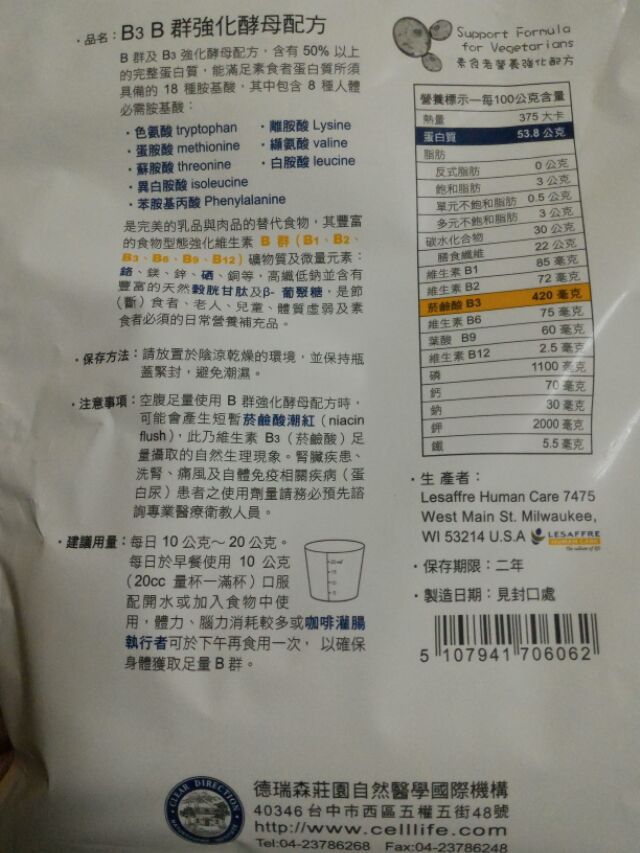 ·品名：B3 B 群強化酵母配方
B 群及 B3 強化酵母配方，含有 50% 以上
的完整蛋白質，能滿足素食者蛋白質所須
具備的 18 種胺基酸，其中包含 8 種人體
必需胺基酸：
·色氨酸 tryptophan ·離胺酸 Lysine
·蛋胺酸 methionine ·纈氨酸 valine
·蘇胺酸 threonine ·白胺酸 leucine
·異白胺酸 isoleucine
·苯胺基丙酸 Phenylalanine
是完美的乳品與肉品的替代食物，其豐富
的食物型態強化維生素 B 群（B1、B2、
B3、B6、B9、B12）礦物質及微量元素：
鉻、鎂、鋅、硒、銅等，高纖低鈉並含有
豐富的天然穀胱甘肽及β- 葡聚糖，是節
（斷）食者、老人、兒童、體質虛弱及素
食者必須的日常營養補充品。
·保存方法：請放置於陰涼乾燥的環境，並保持瓶
蓋緊封，避免潮濕。
·注意事項：空腹足量使用 B 群強化酵母配方時，
可能會產生短暫菸鹼酸潮紅（niacin
flush），此乃維生素 B3（菸鹼酸）足
量攝取的自然生理現象。腎臟疾患、
洗腎、痛風及自體免疫相關疾病（蛋
白尿）患者之使用劑量請務必預先諮
詢專業醫療衛教人員。
·建議用量：每日 10 公克～ 20 公克。
每日於早餐使用 10 公克
（20cc 量杯一滿杯）口服
配開水或加入食物中使
用，體力、腦力消耗較多或咖啡灌腸
執行者可於下午再食用一次， 以確保
身體獲取足量 B 群。
Support Formula
for Vegetarians
素食者營養強化配方
營養標示—每100公克含量
熱量 375 大卡
蛋白質 53.8 公克
脂肪
反式脂肪 0 公克
飽和脂肪 3 公克
單元不飽和脂肪 0.5 公克
多元不飽和脂肪 3 公克
碳水化合物 30 公克
膳食纖維 22 公克
維生素 B1 85 毫克
維生素 B2 72 毫克
菸鹼酸 B3 420 毫克
維生素 B6 75 毫克
葉酸 B9 60 毫克
維生素 B12 2.5 毫克
磷 1100 毫克
鈣 70 毫克
鈉 30 毫克
鉀 2000 毫克
鐵 5.5 毫克
·生 產者：
Lesaffre Human Care 7475
West Main St. Milwaukee,
WI 53214 U.S.A
LESAFFRE
HUMAN CARE
·保存期限：二年
·製造日期：見封口處
5 107941 706062
CLEAR DIRECTION
德瑞森莊園自然醫學國際機構
40346 台中市西區五權五街48號
http://www.celllife.com
Tel:04-23786268 Fax:04-23786248